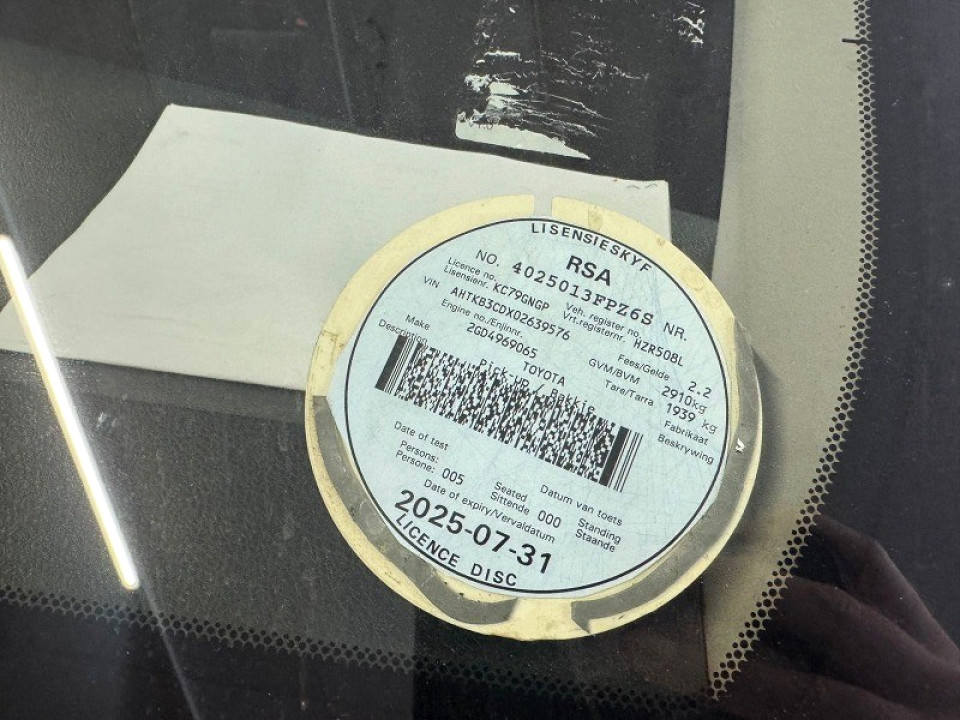 LISENSIESKYF
RSA
NO. 4025013FPZ6S NR.
Licence no. Lisensienr. KC79GNGP Veh. register no. Vrt.registernr. HZR508L
VIN AHTKB3CDX02639576 Fees/Gelde 2.2
Engine no./Enjinnr. 2GD4969065 GVM/BVM 2910kg
Tare/Tarra 1939 kg
Make TOYOTA Fabrikaat
Description Pick-up / Bakkie Beskrywing
Date of test Datum van toets
Persons: Persone: 005 Seated Sittende 000 Standing Staande
Date of expiry/Vervaldatum
2025-07-31
LICENCE DISC